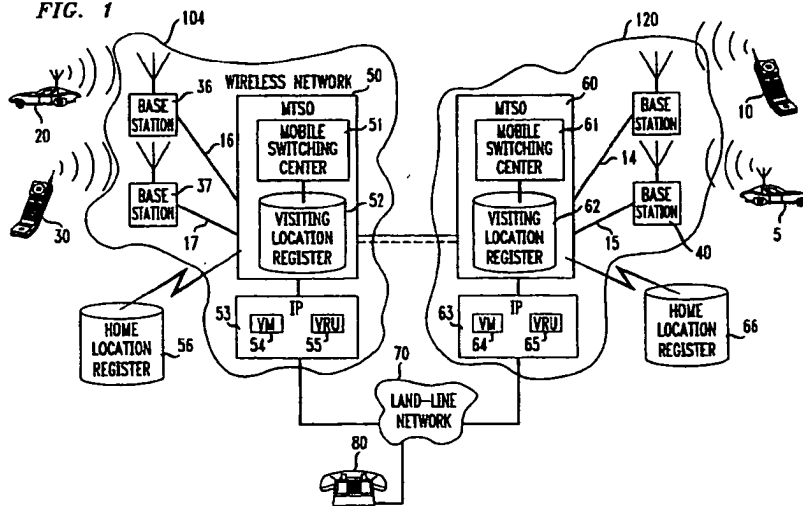 FIG. 1
104
120
WIRELESS NETWORK
50
60
20
BASE
STATION
36
MTSO
MOBILE
SWITCHING
CENTER
51
MTSO
MOBILE
SWITCHING
CENTER
61
BASE
STATION
10
16
14
30
BASE
STATION
37
VISITING
LOCATION
REGISTER
52
VISITING
LOCATION
REGISTER
62
BASE
STATION
40
5
17
15
HOME
LOCATION
REGISTER
56
53
IP
VM
54
VRU
55
63
IP
VM
64
VRU
65
HOME
LOCATION
REGISTER
66
70
LAND-LINE
NETWORK
80